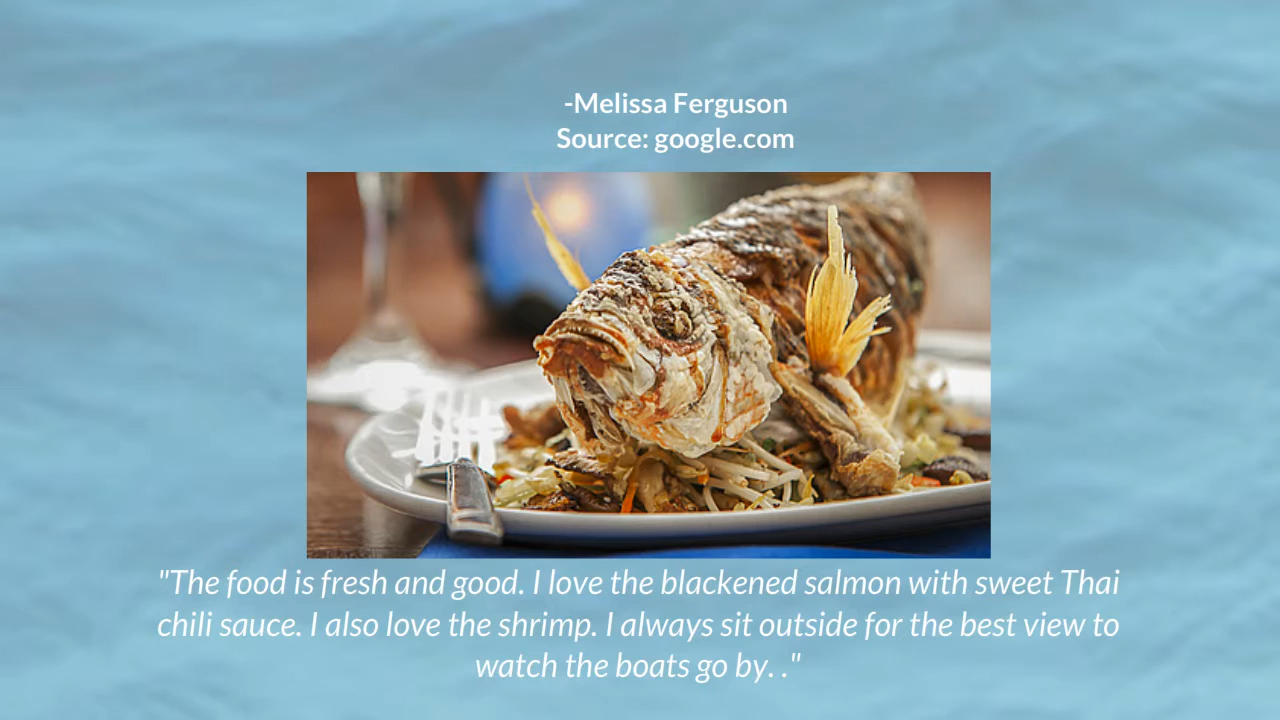 -Melissa Ferguson
Source: google.com
"The food is fresh and good. I love the blackened salmon with sweet Thai
chili sauce. I also love the shrimp. I always sit outside for the best view to
watch the boats go by. ."